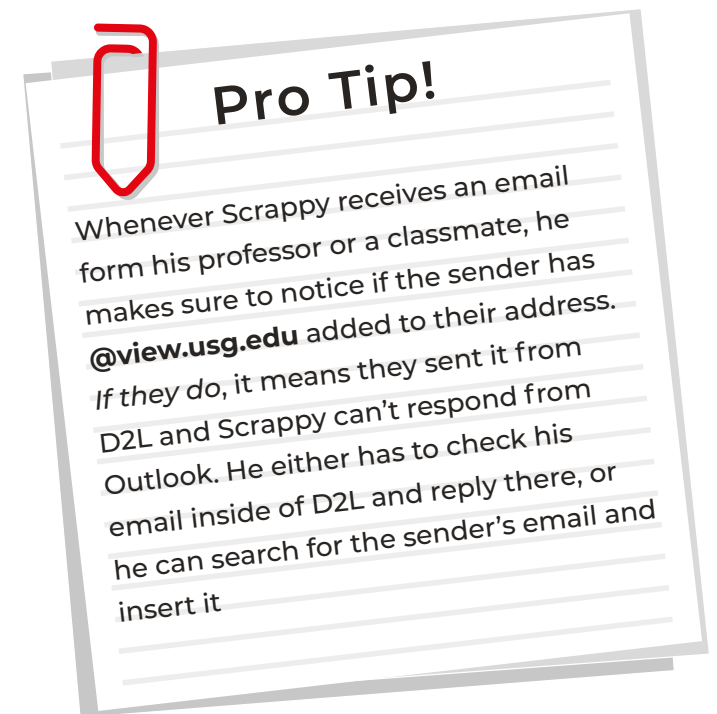 Pro Tip!
Whenever Scrappy receives an email
form his professor or a classmate, he
makes sure to notice if the sender has
@view.usg.edu added to their address.
If they do, it means they sent it from
D2L and Scrappy can't respond from
Outlook. He either has to check his
email inside of D2L and reply there, or
he can search for the sender's email and
insert it